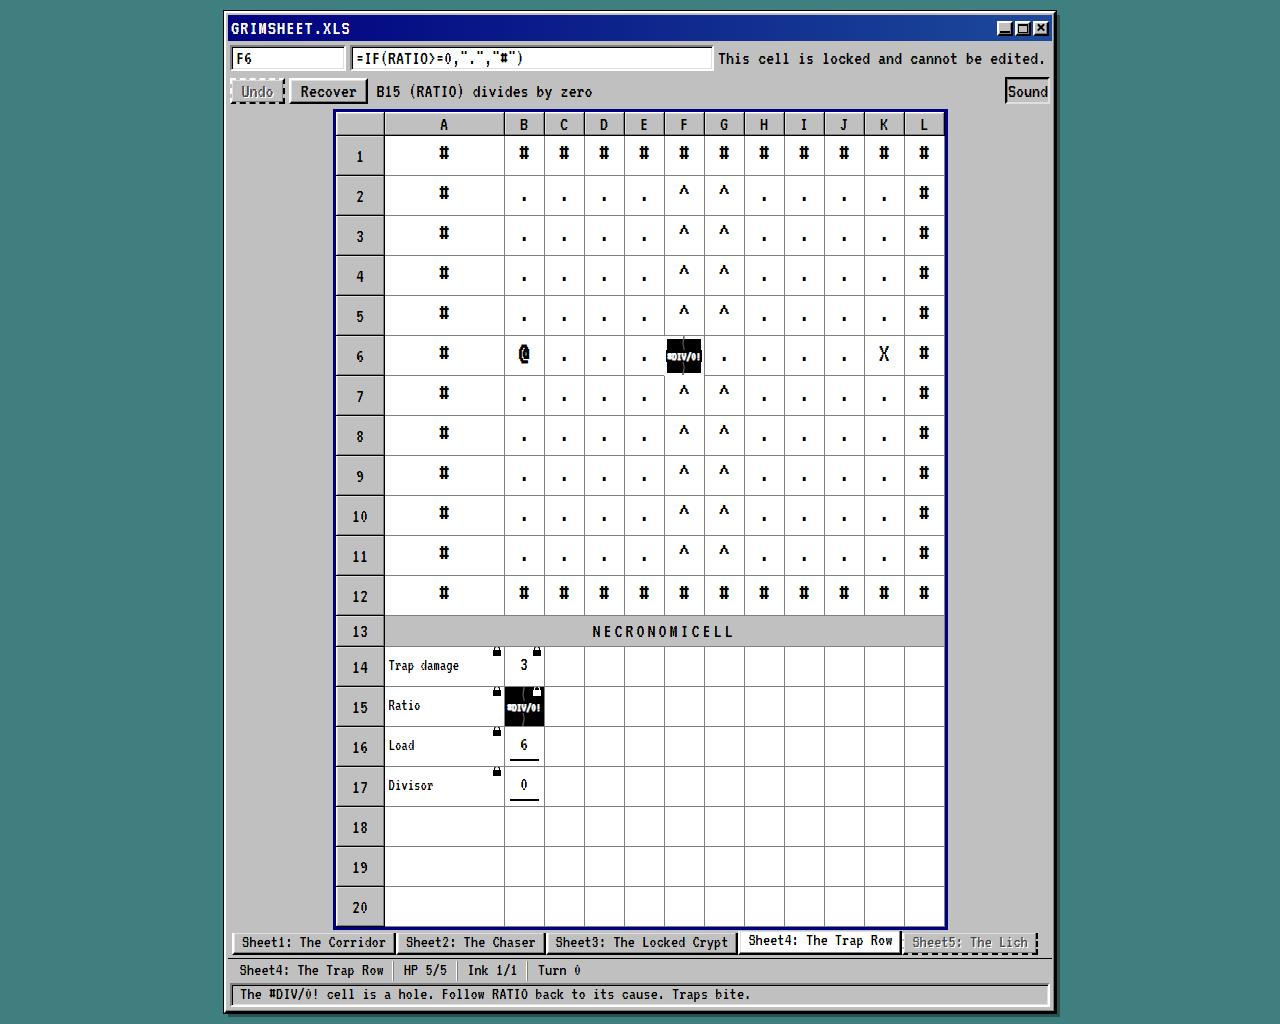 GRIMSHEET.XLS
F6 =IF(RATIO>=0,".","#") This cell is locked and cannot be edited.
Undo Recover B15 (RATIO) divides by zero Sound
A B C D E F G H I J K L
1 # # # # # # # # # # # #
2 # . . . . ^ ^ . . . . #
3 # . . . . ^ ^ . . . . #
4 # . . . . ^ ^ . . . . #
5 # . . . . ^ ^ . . . . #
6 # @ . . . #DIV/0! . . . . X #
7 # . . . . ^ ^ . . . . #
8 # . . . . ^ ^ . . . . #
9 # . . . . ^ ^ . . . . #
10 # . . . . ^ ^ . . . . #
11 # . . . . ^ ^ . . . . #
12 # # # # # # # # # # # #
13 NECRONOMICELL
14 Trap damage 3
15 Ratio #DIV/0!
16 Load 6
17 Divisor 0
18
19
20
Sheet1: The Corridor Sheet2: The Chaser Sheet3: The Locked Crypt Sheet4: The Trap Row Sheet5: The Lich
Sheet4: The Trap Row HP 5/5 Ink 1/1 Turn 0
The #DIV/0! cell is a hole. Follow RATIO back to its cause. Traps bite.